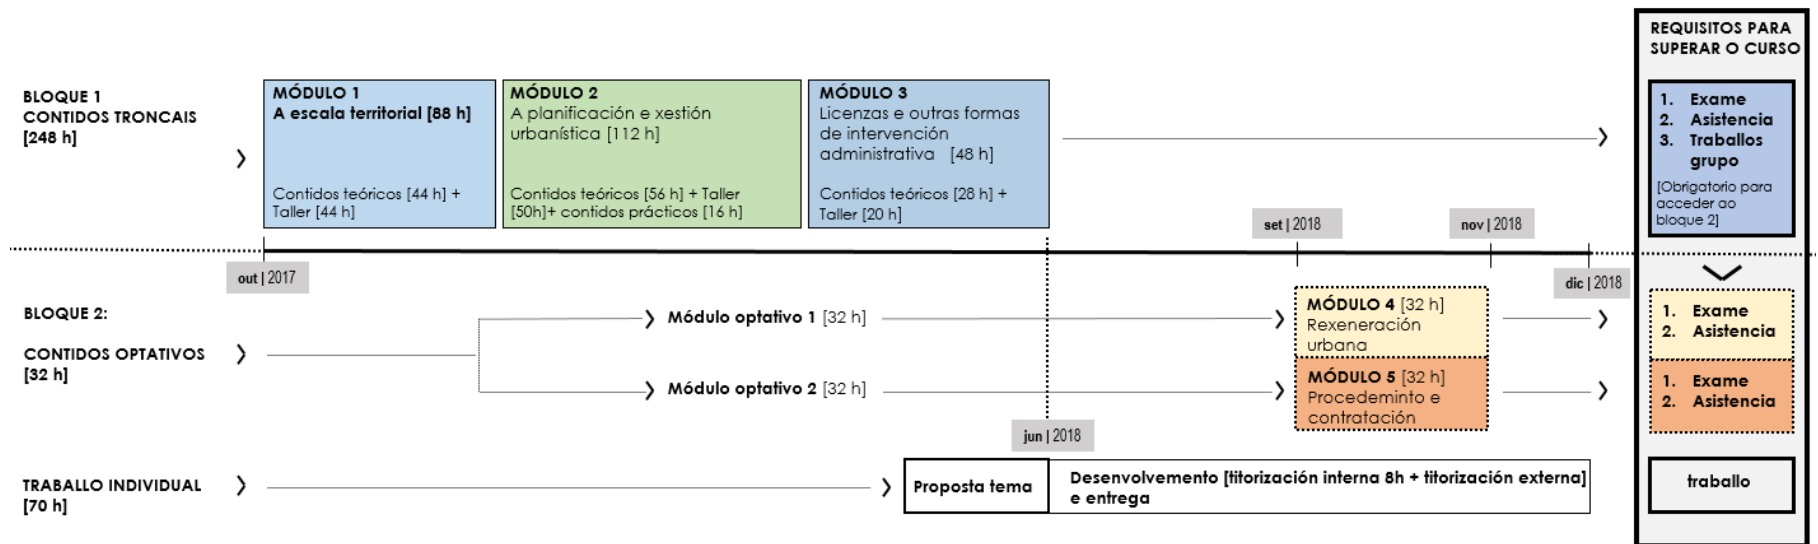 REQUISITOS PARA
SUPERAR O CURSO
BLOQUE 1
CONTIDOS TRONCAIS
[248 h]
MÓDULO 1
A escala territorial [88 h]
Contidos teóricos [44 h] +
Taller [44 h]
MÓDULO 2
A planificación e xestión
urbanística [112 h]
Contidos teóricos [56 h] + Taller
[50h]+ contidos prácticos [16 h]
MÓDULO 3
Licenzas e outras formas
de intervención
administrativa [48 h]
Contidos teóricos [28 h] +
Taller [20 h]
1. Exame
2. Asistencia
3. Traballos
grupo
[Obrigatorio para
acceder ao
bloque 2]
set | 2018
nov | 2018
out | 2017
dic | 2018
BLOQUE 2:
CONTIDOS OPTATIVOS
[32 h]
Módulo optativo 1 [32 h]
Módulo optativo 2 [32 h]
MÓDULO 4 [32 h]
Rexeneración
urbana
MÓDULO 5 [32 h]
Procedeminto e
contratación
1. Exame
2. Asistencia
1. Exame
2. Asistencia
jun | 2018
TRABALLO INDIVIDUAL
[70 h]
Proposta tema
Desenvolvemento [titorización interna 8h + titorización externa]
e entrega
traballo